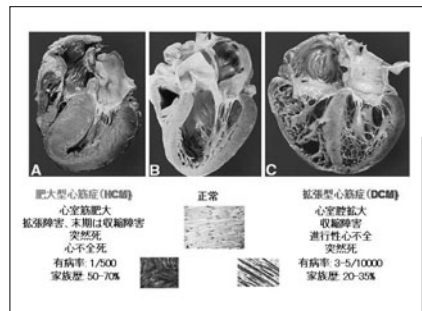 A
B
C
肥大型心筋症(HCM)
心室筋肥大
拡張障害、末期は収縮障害
突然死
心不全死
有病率: 1/500
家族歴: 50-70%
正常
拡張型心筋症(DCM)
心室腔拡大
収縮障害
進行性心不全
突然死
有病率: 3-5/10000
家族歴: 20-35%